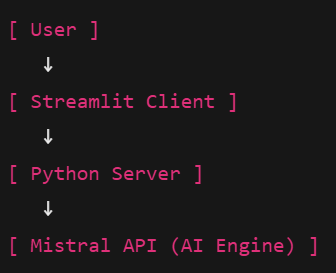 [ User ]
↓
[ Streamlit Client ]
↓
[ Python Server ]
↓
[ Mistral API (AI Engine) ]